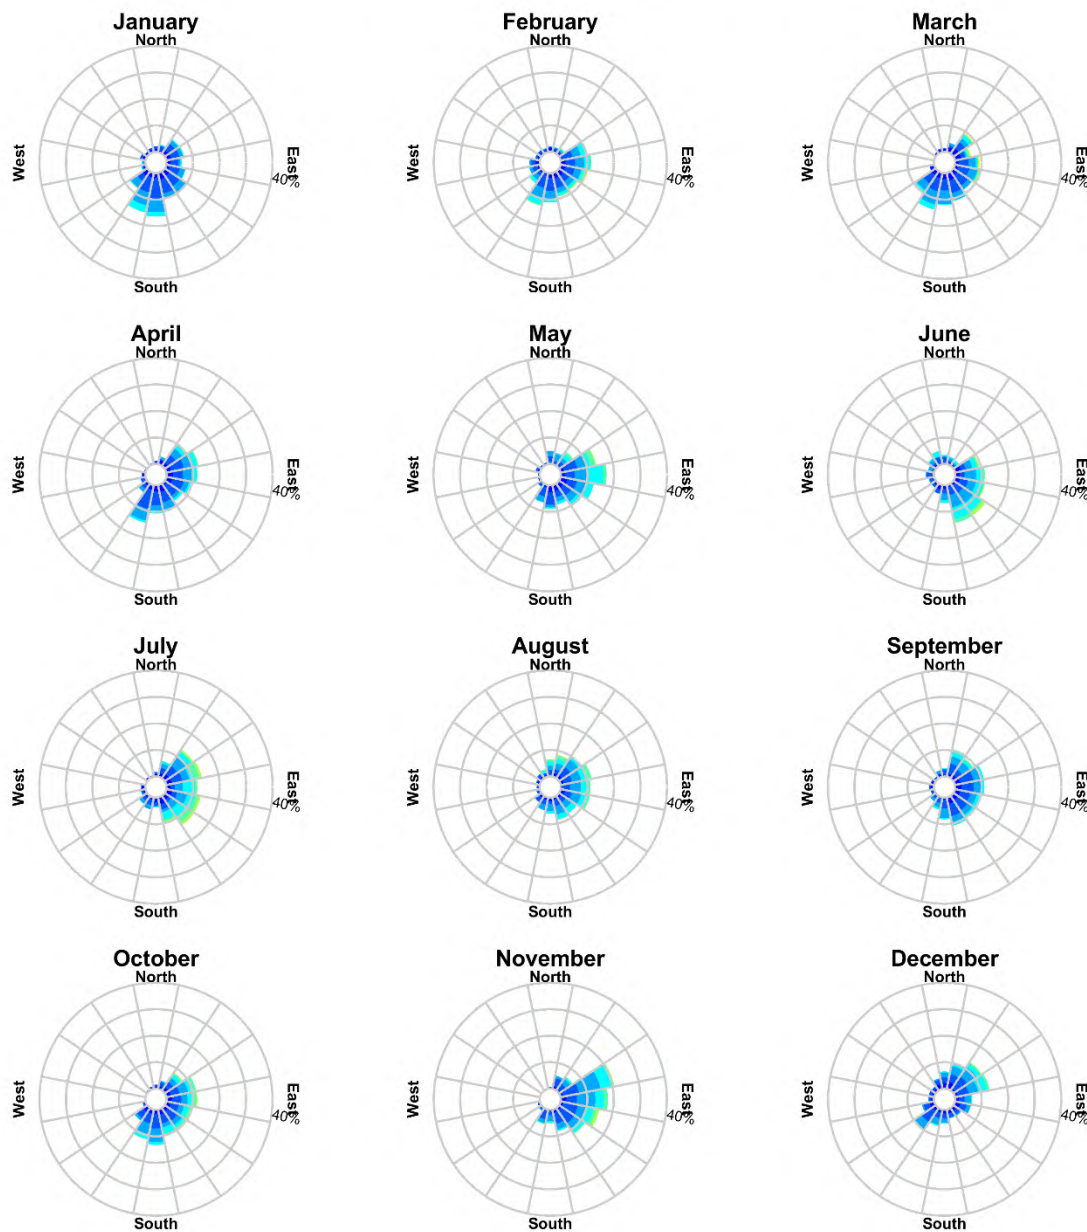 January February March
North North North
West East 40% West East 40% West East 40%
South South South
April May June
North North North
West East 40% West East 40% West East 40%
South South South
July August September
North North North
West East 40% West East 40% West East 40%
South South South
October November December
North North North
West East 40% West East 40% West East 40%
South South South